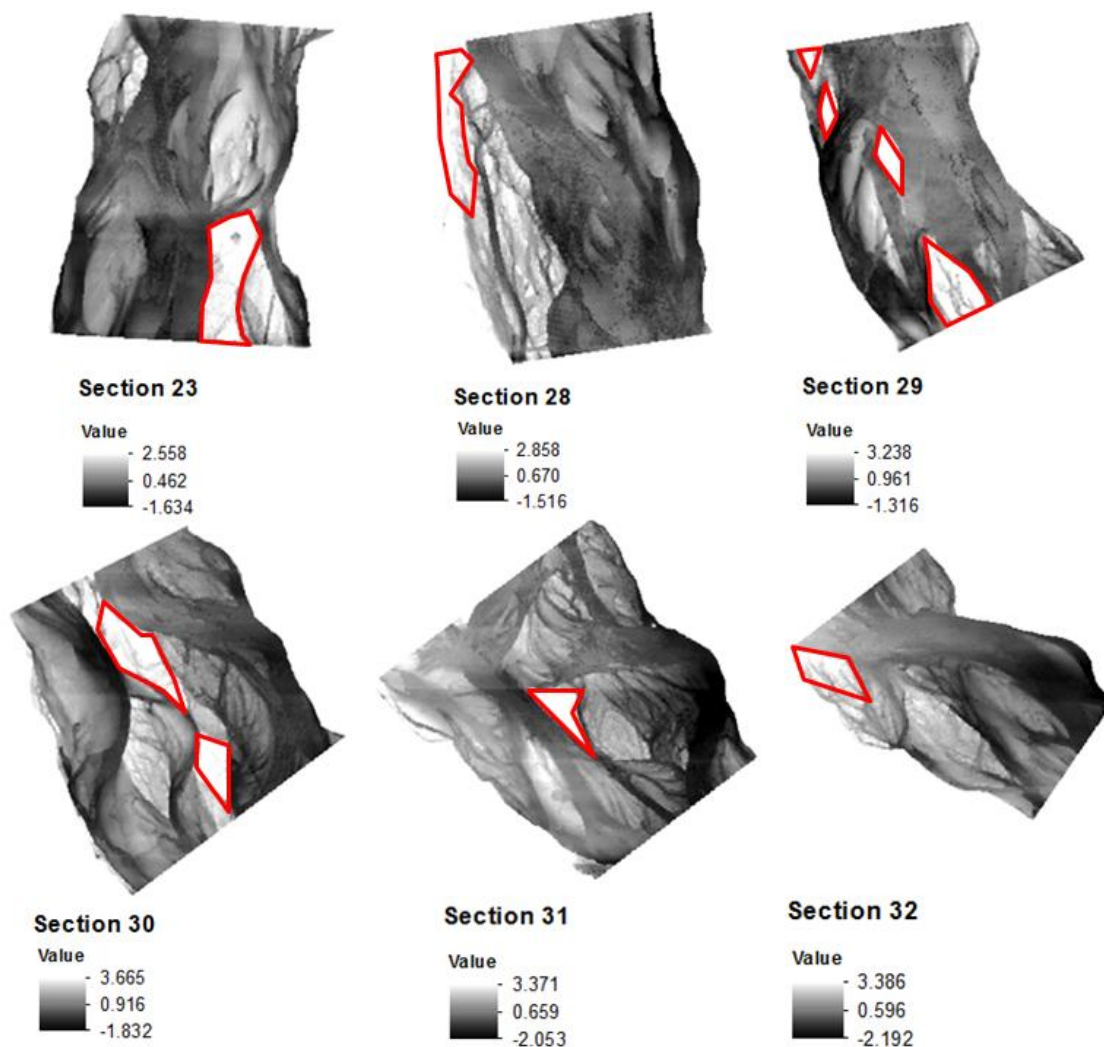 Section 23
Value
2.558
0.462
-1.634
Section 28
Value
2.858
0.670
-1.516
Section 29
Value
3.238
0.961
-1.316
Section 30
Value
3.665
0.916
-1.832
Section 31
Value
3.371
0.659
-2.053
Section 32
Value
3.386
0.596
-2.192